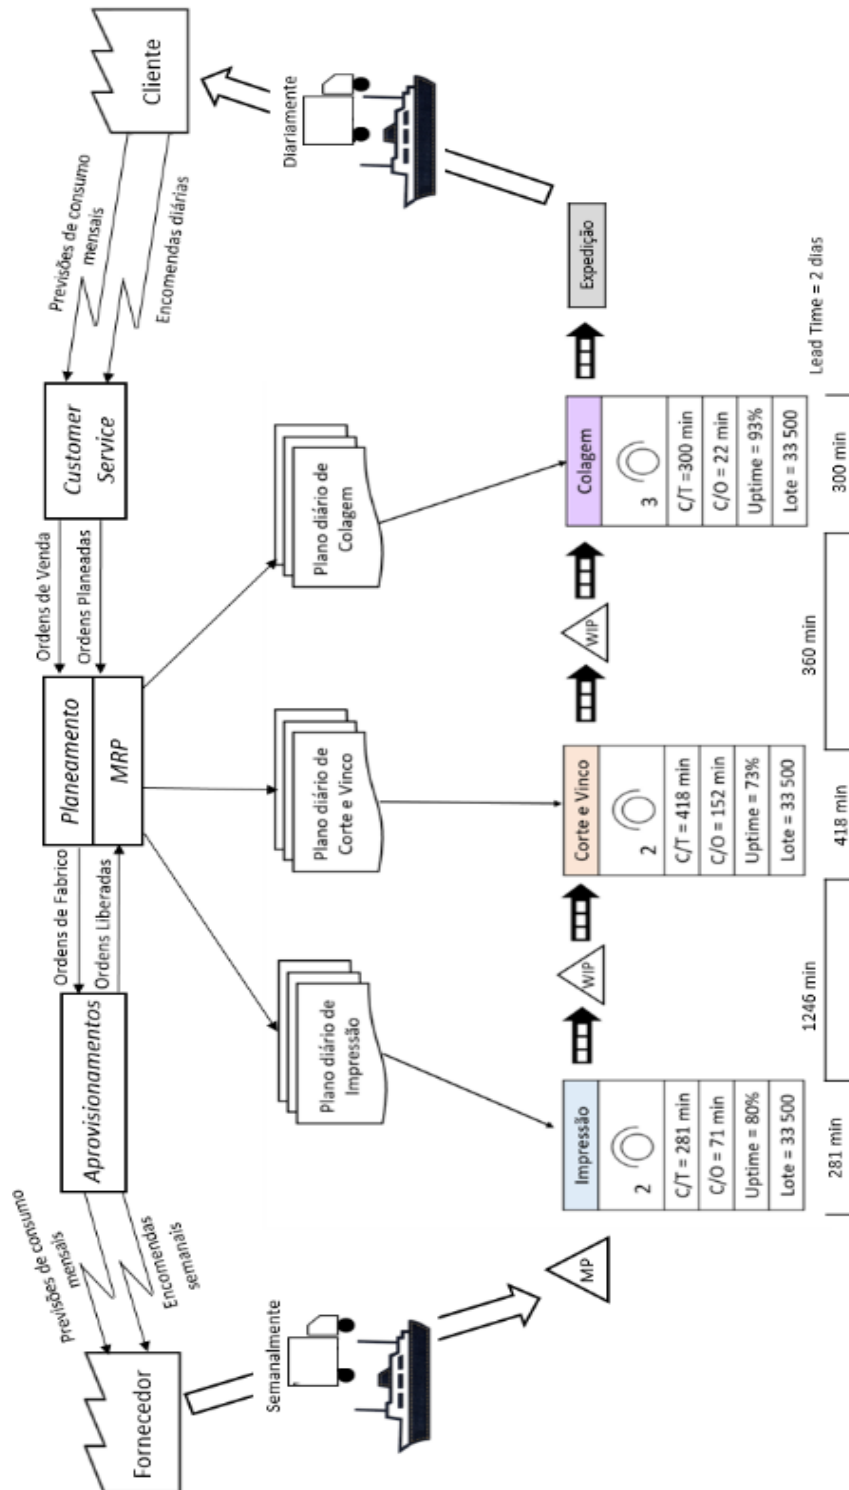 Fornecedor
Previsões de consumo
mensais
Encomendas
semanais
Aprovisionamentos
Ordens de Fabrico
Ordens Liberadas
Planeamento
MRP
Ordens de Venda
Ordens Planeadas
Customer
Service
Previsões de consumo
mensais
Encomendas diárias
Cliente
Semanalmente
Plano diário de
Impressão
Plano diário de
Corte e Vinco
Plano diário de
Colagem
Diariamente
MP
Impressão
2
C/T = 281 min
C/O = 71 min
Uptime = 80%
Lote = 33 500
WIP
Corte e Vinco
2
C/T = 418 min
C/O = 152 min
Uptime = 73%
Lote = 33 500
WIP
Colagem
3
C/T =300 min
C/O = 22 min
Uptime = 93%
Lote = 33 500
Expedição
281 min
1246 min
418 min
360 min
300 min
Lead Time = 2 dias